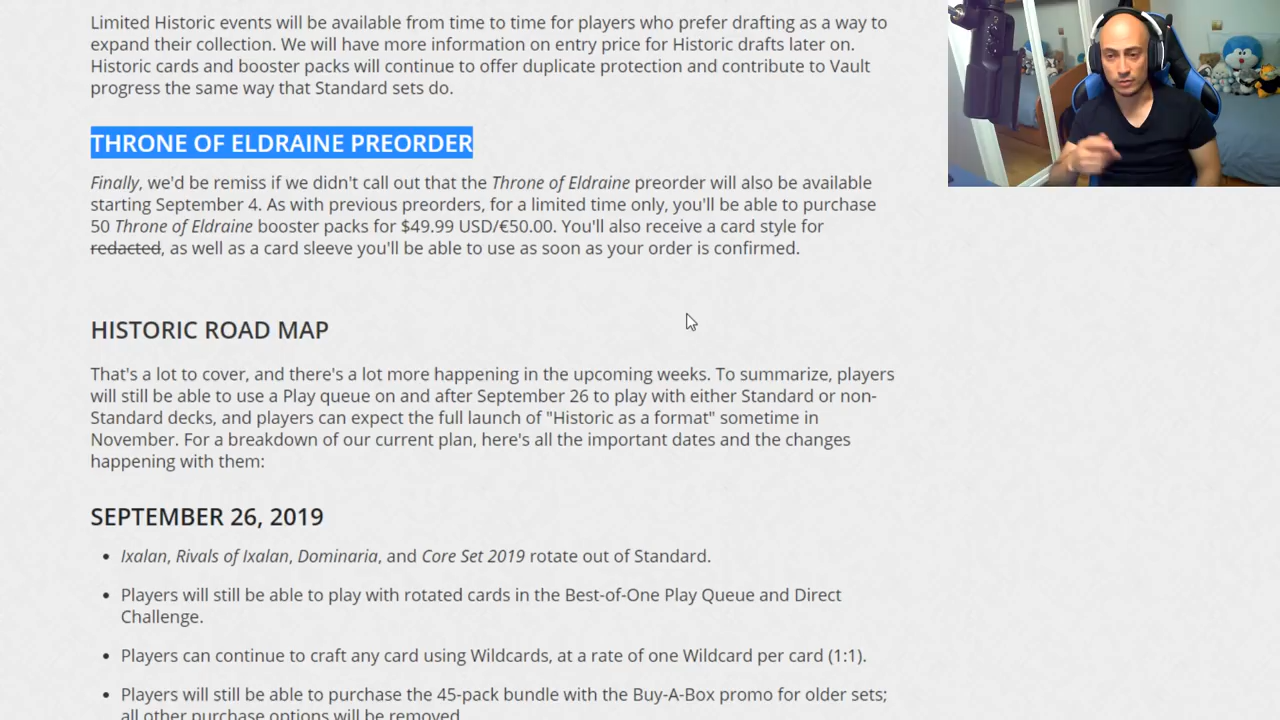 Limited Historic events will be available from time to time for players who prefer drafting as a way to
expand their collection. We will have more information on entry price for Historic drafts later on.
Historic cards and booster packs will continue to offer duplicate protection and contribute to Vault
progress the same way that Standard sets do.
THRONE OF ELDRAINE PREORDER
Finally, we'd be remiss if we didn't call out that the Throne of Eldraine preorder will also be available
starting September 4. As with previous preorders, for a limited time only, you'll be able to purchase
50 Throne of Eldraine booster packs for $49.99 USD/€50.00. You'll also receive a card style for
redacted, as well as a card sleeve you'll be able to use as soon as your order is confirmed.
HISTORIC ROAD MAP
That's a lot to cover, and there's a lot more happening in the upcoming weeks. To summarize, players
will still be able to use a Play queue on and after September 26 to play with either Standard or non-
Standard decks, and players can expect the full launch of "Historic as a format" sometime in
November. For a breakdown of our current plan, here's all the important dates and the changes
happening with them:
SEPTEMBER 26, 2019
• Ixalan, Rivals of Ixalan, Dominaria, and Core Set 2019 rotate out of Standard.
• Players will still be able to play with rotated cards in the Best-of-One Play Queue and Direct
Challenge.
• Players can continue to craft any card using Wildcards, at a rate of one Wildcard per card (1:1).
• Players will still be able to purchase the 45-pack bundle with the Buy-A-Box promo for older sets;
all other purchase options will be removed